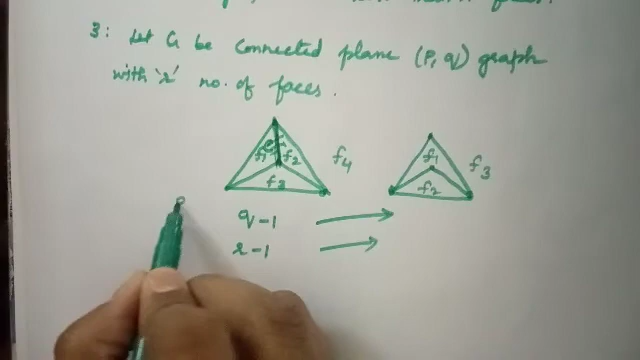 3: Let G be connected plane (p, q) graph
with 'r' no. of faces.
e
f1 f2 f4
f3
f1 f3
f2
q-1
r-1